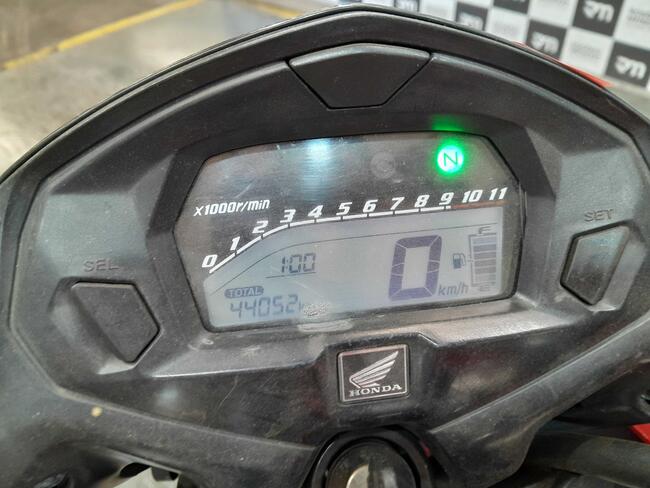 N
x1000r/min
0 1 2 3 4 5 6 7 8 9 10 11
SEL
SET
1:00
0
km/h
F
E
TOTAL
44052
HONDA